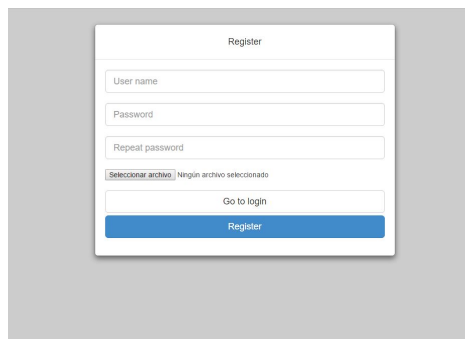 Register
User name
Password
Repeat password
Seleccionar archivo Ningún archivo seleccionado
Go to login
Register